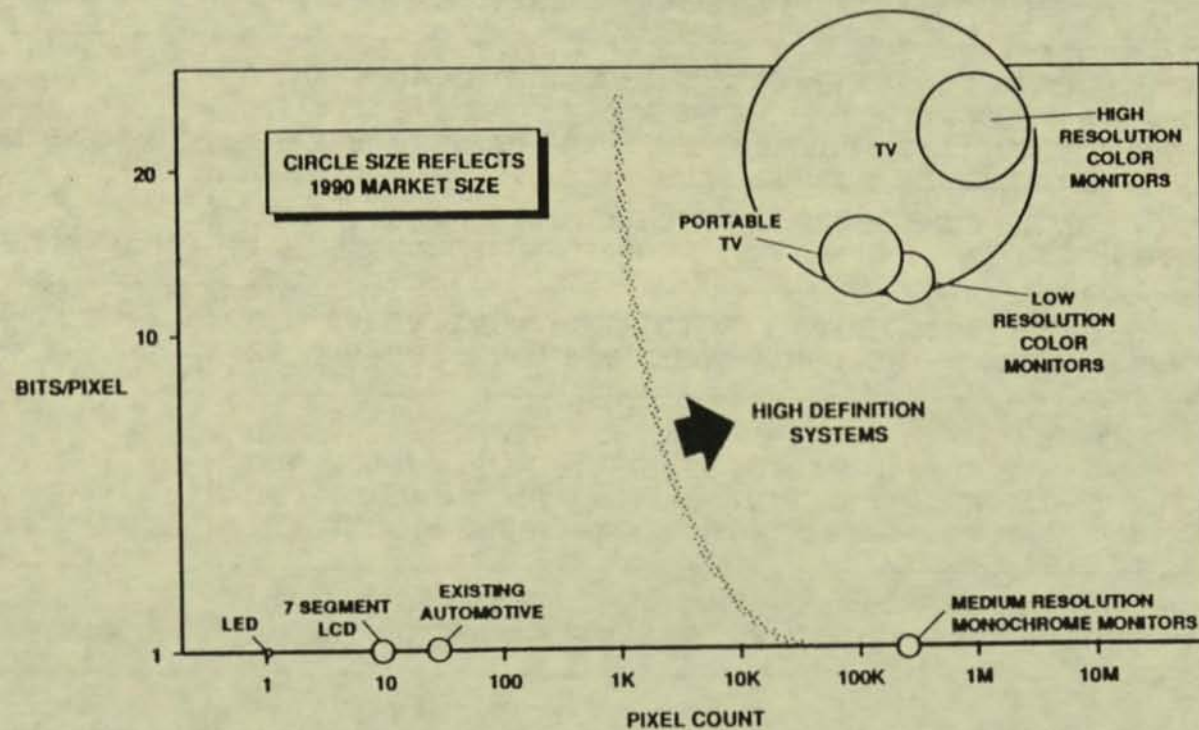 CIRCLE SIZE REFLECTS
1990 MARKET SIZE
TV
HIGH
RESOLUTION
COLOR
MONITORS
PORTABLE
TV
LOW
RESOLUTION
COLOR
MONITORS
20
10
1
BITS/PIXEL
HIGH DEFINITION
SYSTEMS
LED
7 SEGMENT
LCD
EXISTING
AUTOMOTIVE
MEDIUM RESOLUTION
MONOCHROME MONITORS
1
10
100
1K
10K
100K
1M
10M
PIXEL COUNT